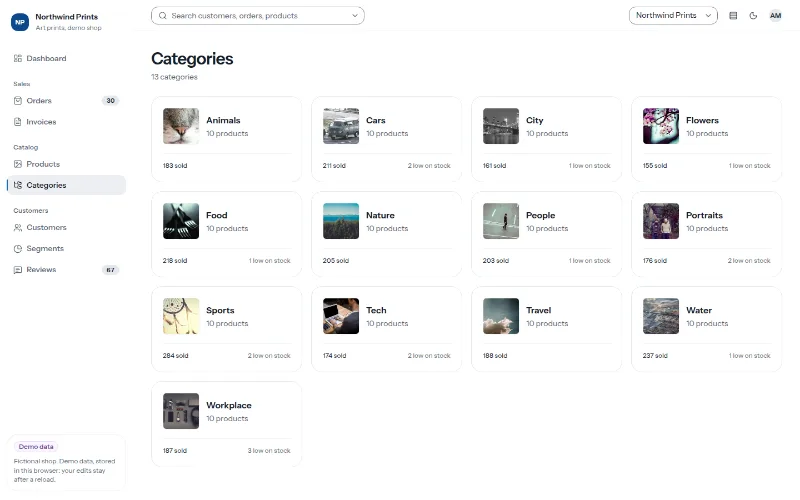 NP
Northwind Prints
Art prints, demo shop
Search customers, orders, products
Northwind Prints
AM
Dashboard
Sales
Orders
30
Invoices
Catalog
Products
Categories
Customers
Customers
Segments
Reviews
67
Demo data
Fictional shop. Demo data, stored
in this browser; your edits stay
after a reload.
Categories
13 categories
Animals
10 products
183 sold
Cars
10 products
211 sold
2 low on stock
City
10 products
161 sold
1 low on stock
Flowers
10 products
155 sold
1 low on stock
Food
10 products
218 sold
1 low on stock
Nature
10 products
205 sold
People
10 products
203 sold
1 low on stock
Portraits
10 products
176 sold
2 low on stock
Sports
10 products
284 sold
2 low on stock
Tech
10 products
174 sold
2 low on stock
Travel
10 products
188 sold
Water
10 products
237 sold
1 low on stock
Workplace
10 products
187 sold
3 low on stock